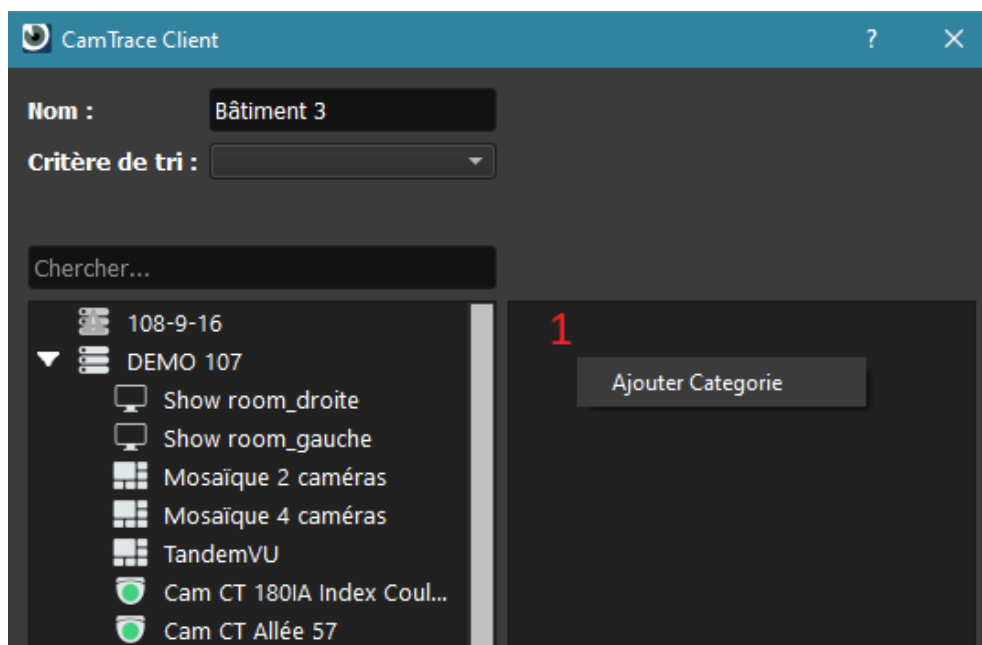 CamTrace Client ?
Nom : Bâtiment 3
Critère de tri :
Chercher...
108-9-16
DEMO 107
Show room_droite
Show room_gauche
Mosaïque 2 caméras
Mosaïque 4 caméras
TandemVU
Cam CT 180IA Index Coul...
Cam CT Allée 57
1
Ajouter Categorie